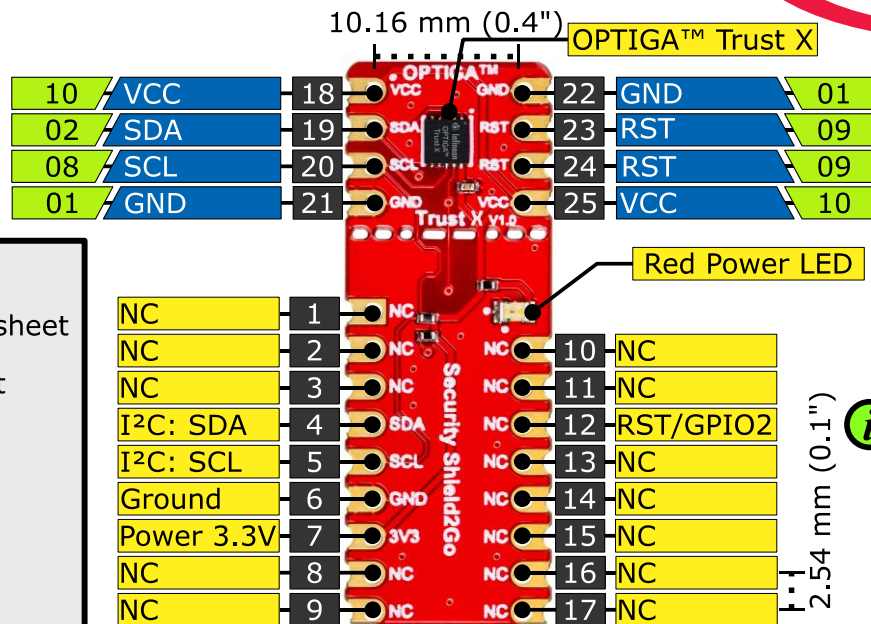 10.16 mm (0.4")
OPTIGA™ Trust X
10 VCC 18
02 SDA 19
08 SCL 20
01 GND 21
22 GND 01
23 RST 09
24 RST 09
25 VCC 10
OPTIGA™
VCC GND
SDA RST
SCL RST
GND VCC
Infineon
OPTIGA™
Trust X
Trust X V1.0
Red Power LED
sheet
t
NC 1
NC 2
NC 3
I²C: SDA 4
I²C: SCL 5
Ground 6
Power 3.3V 7
NC 8
NC 9
NC
NC
NC
SDA
SCL
GND
3V3
NC
NC
Security Shield2Go
NC
NC
NC
NC
NC
NC
NC
NC
10 NC
11 NC
12 RST/GPIO2
13 NC
14 NC
15 NC
16 NC
17 NC
2.54 mm (0.1")
i